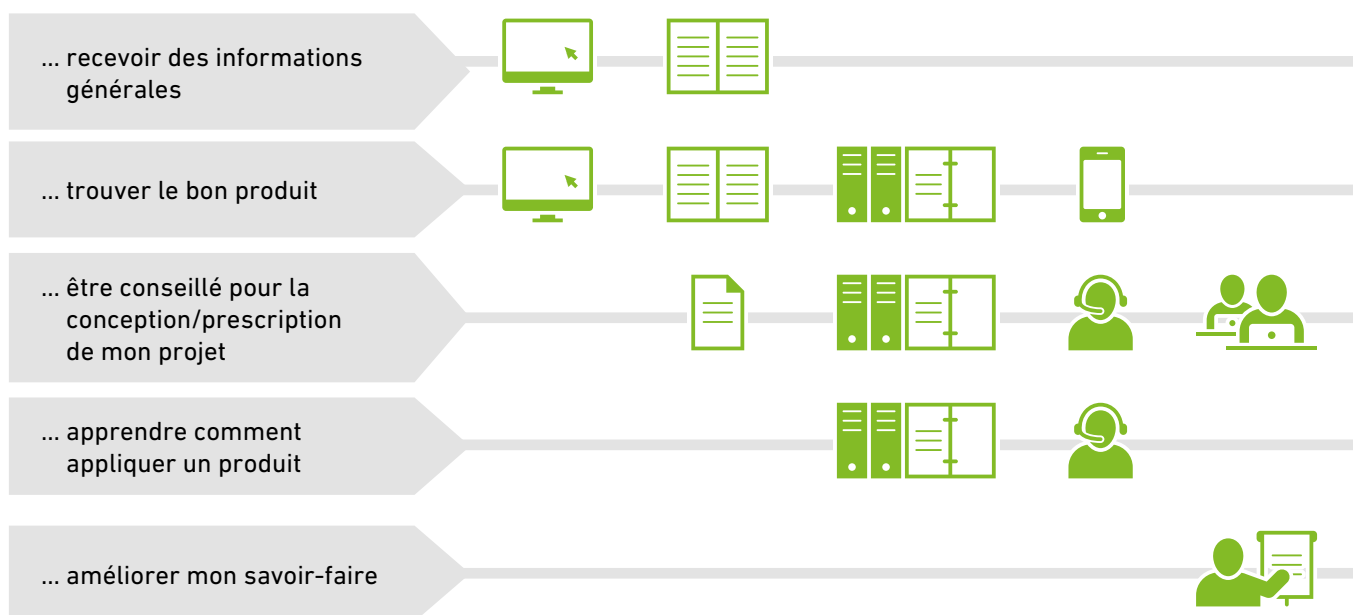 ... recevoir des informations
générales
... trouver le bon produit
... être conseillé pour la
conception/prescription
de mon projet
... apprendre comment
appliquer un produit
... améliorer mon savoir-faire